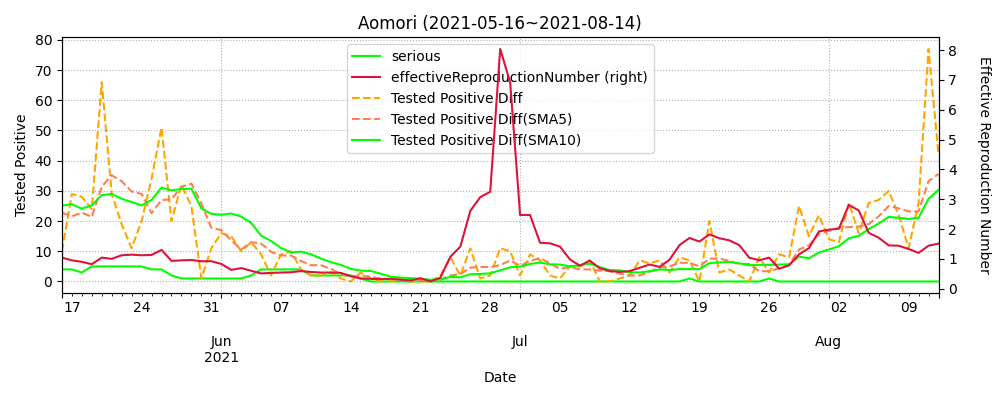 Aomori (2021-05-16~2021-08-14)
serious
effectiveReproductionNumber (right)
Tested Positive Diff
Tested Positive Diff(SMA5)
Tested Positive Diff(SMA10)
Tested Positive
80
70
60
50
40
30
20
10
0
Effective Reproduction Number
8
7
6
5
4
3
2
1
0
17 24 31 07 14 21 28 05 12 19 26 02 09
Jun Jul Aug
2021
Date